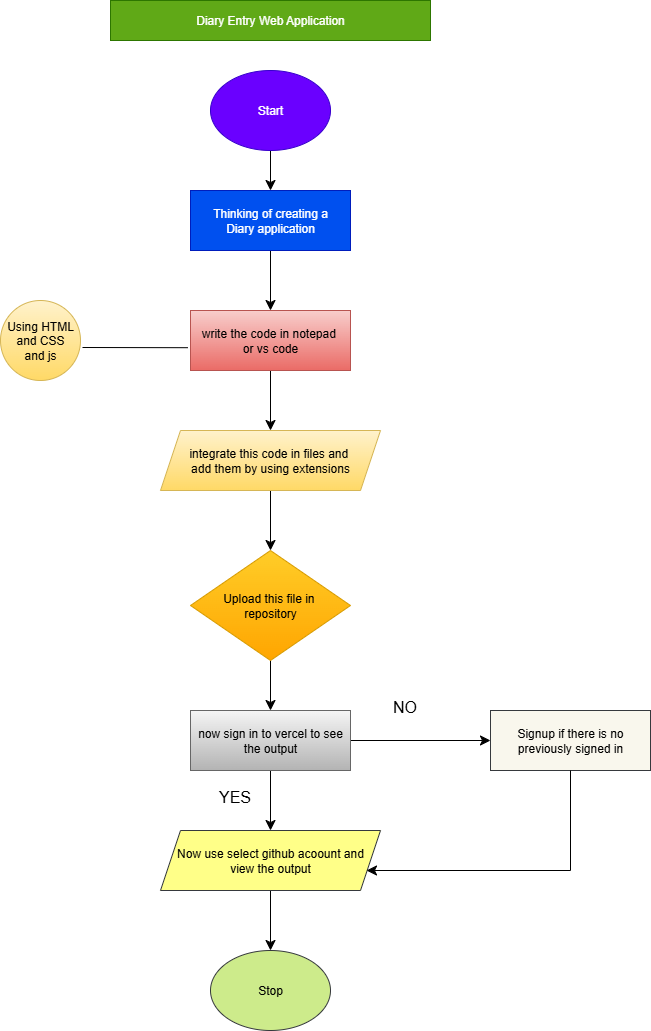 Diary Entry Web Application
Start
Thinking of creating a
Diary application
Using HTML
and CSS
and js
write the code in notepad
or vs code
integrate this code in files and
add them by using extensions
Upload this file in
repository
now sign in to vercel to see
the output
NO
Signup if there is no
previously signed in
YES
Now use select github acoount and
view the output
Stop